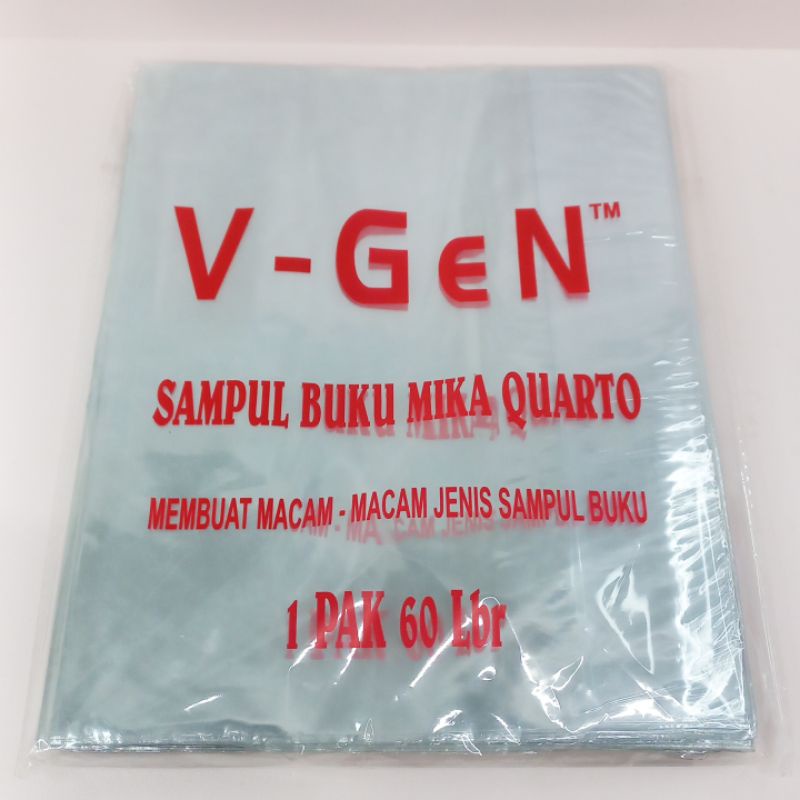 V-GeN™
SAMPUL BUKU MIKA QUARTO
MEMBUAT MACAM - MACAM JENIS SAMPUL BUKU
1 PAK 60 Lbr